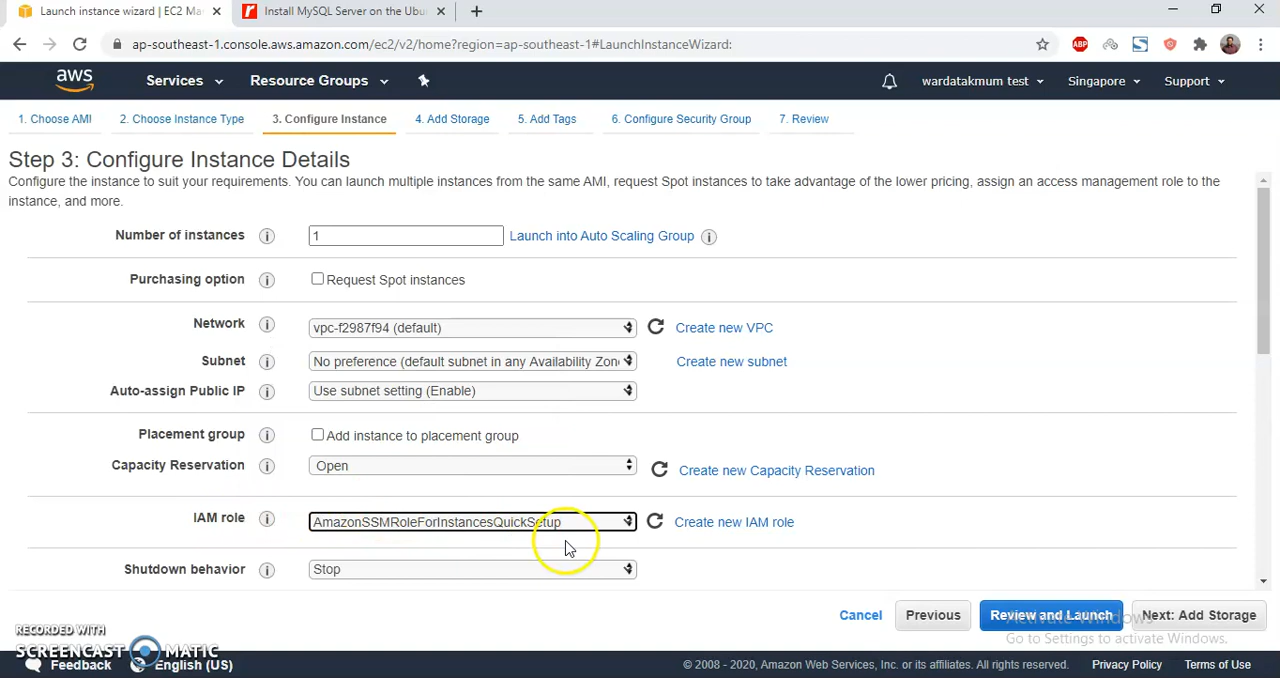 Launch instance wizard | EC2 Ma
Install MySQL Server on the Ubu
ap-southeast-1.console.aws.amazon.com/ec2/v2/home?region=ap-southeast-1#LaunchInstanceWizard:
ABP
aws Services Resource Groups wardatakmum test Singapore Support
1. Choose AMI 2. Choose Instance Type 3. Configure Instance 4. Add Storage 5. Add Tags 6. Configure Security Group 7. Review
Step 3: Configure Instance Details
Configure the instance to suit your requirements. You can launch multiple instances from the same AMI, request Spot instances to take advantage of the lower pricing, assign an access management role to the
instance, and more.
Number of instances 1 Launch into Auto Scaling Group
Purchasing option Request Spot instances
Network vpc-f2987f94 (default) Create new VPC
Subnet No preference (default subnet in any Availability Zon Create new subnet
Auto-assign Public IP Use subnet setting (Enable)
Placement group Add instance to placement group
Capacity Reservation Open Create new Capacity Reservation
IAM role AmazonSSMRoleForInstancesQuickSetup Create new IAM role
Shutdown behavior Stop
Cancel Previous Review and Launch Next: Add Storage
Activate Windows
Go to Settings to activate Windows.
RECORDED WITH
SCREENCAST MATIC
Feedback English (US) © 2008 - 2020, Amazon Web Services, Inc. or its affiliates. All rights reserved. Privacy Policy Terms of Use